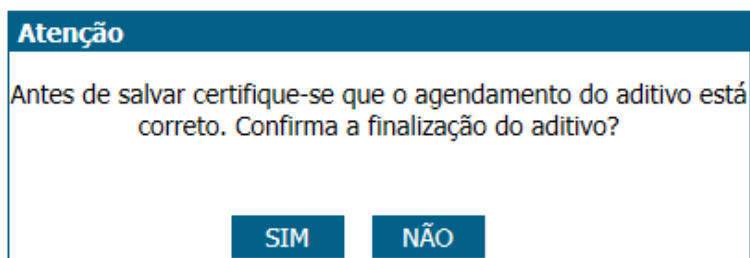 Atenção
Antes de salvar certifique-se que o agendamento do aditivo está
correto. Confirma a finalização do aditivo?
SIM NÃO